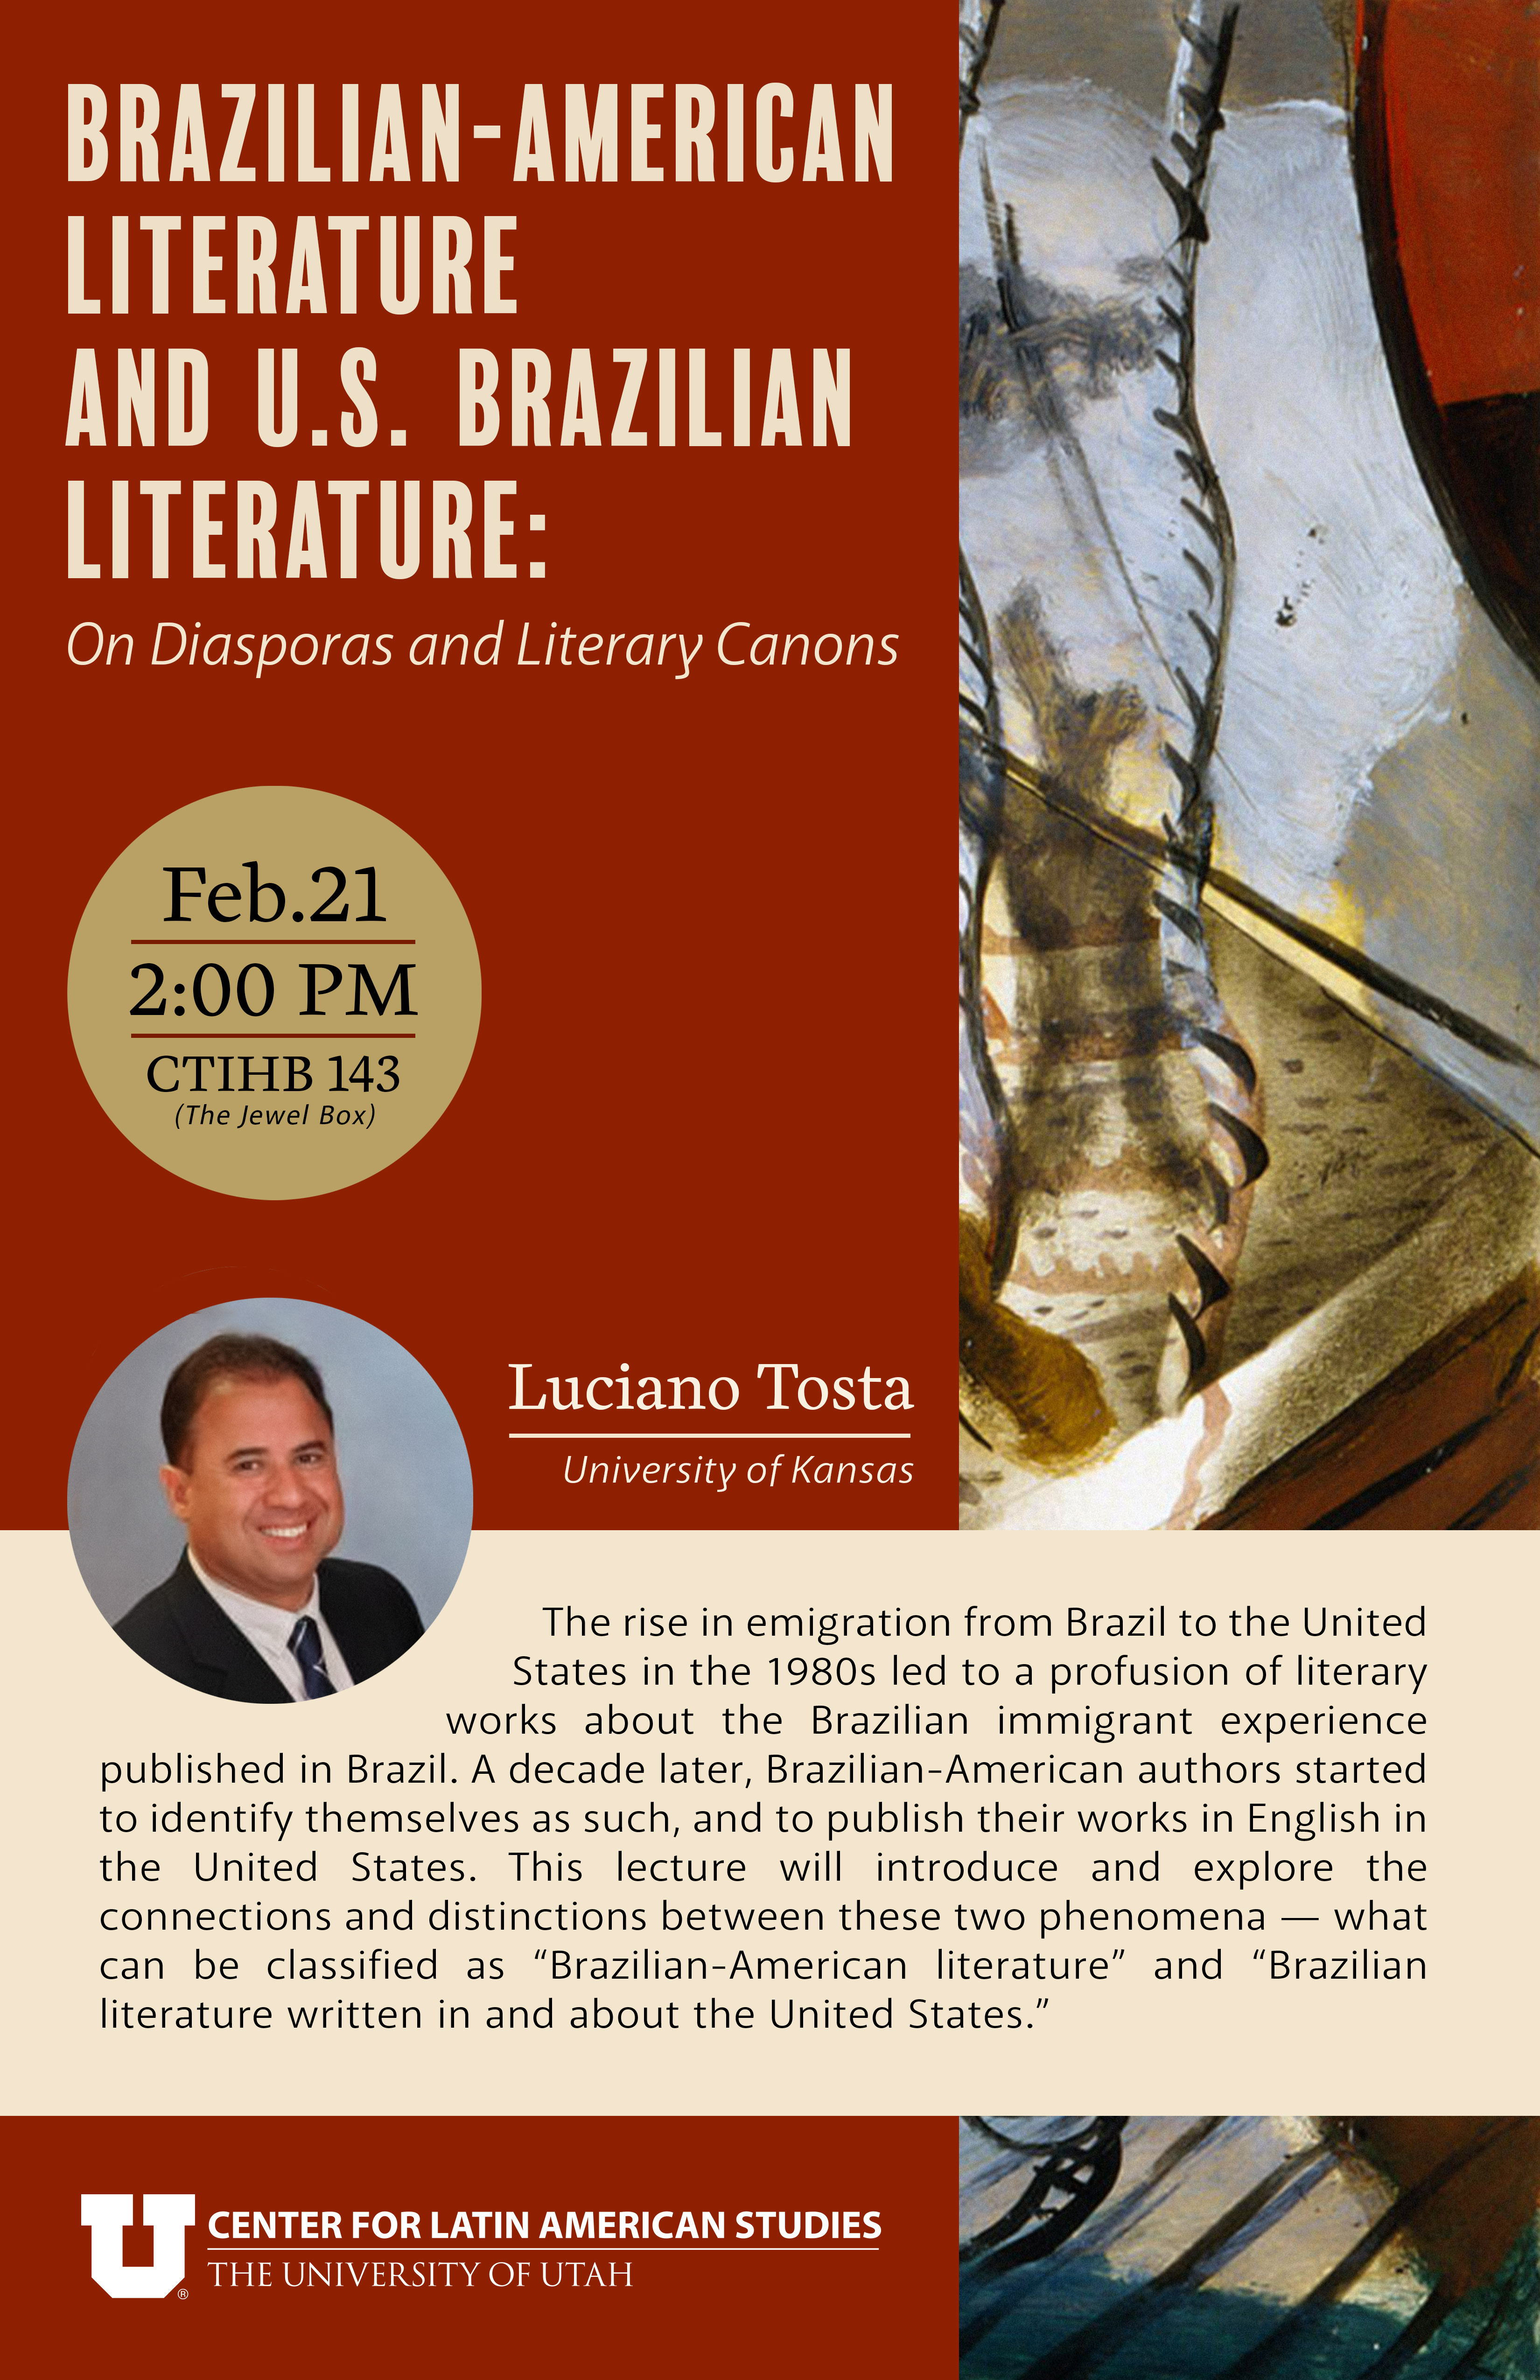 BRAZILIAN-AMERICAN
LITERATURE
AND U.S. BRAZILIAN
LITERATURE:
On Diasporas and Literary Canons
Feb.21
2:00 PM
CTIHB 143
(The Jewel Box)
Luciano Tosta
University of Kansas
The rise in emigration from Brazil to the United
States in the 1980s led to a profusion of literary
works about the Brazilian immigrant experience
published in Brazil. A decade later, Brazilian-American authors started
to identify themselves as such, and to publish their works in English in
the United States. This lecture will introduce and explore the
connections and distinctions between these two phenomena — what
can be classified as “Brazilian-American literature” and “Brazilian
literature written in and about the United States.”
U®
CENTER FOR LATIN AMERICAN STUDIES
THE UNIVERSITY OF UTAH